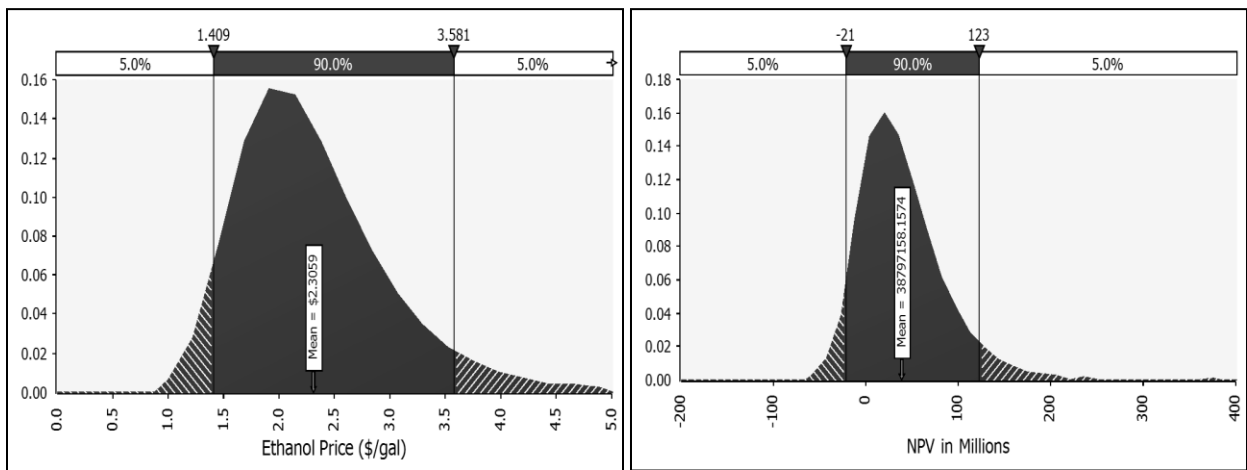 1.409 3.581
5.0% 90.0% 5.0%
0.16
0.14
0.12
0.10
0.08
0.06
0.04
0.02
0.00
Mean = $2.3059
0.0 0.5 1.0 1.5 2.0 2.5 3.0 3.5 4.0 4.5 5.0
Ethanol Price ($/gal)
-21 123
5.0% 90.0% 5.0%
0.18
0.16
0.14
0.12
0.10
0.08
0.06
0.04
0.02
0.00
Mean = 38797158.1574
-200 -100 0 100 200 300 400
NPV in Millions